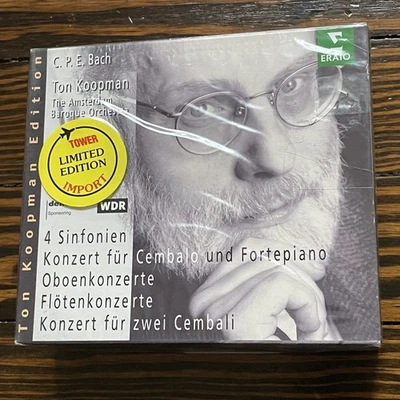 C. P. E. Bach
ERATO
Ton Koopman
The Amsterdam
Baroque Orchestra
TOWER
LIMITED
EDITION
IMPORT
Sponsoring
WDR
4 Sinfonien
Konzert für Cembalo und Fortepiano
Oboenkonzerte
Flötenkonzerte
Konzert für zwei Cembali
Ton Koopman Edition